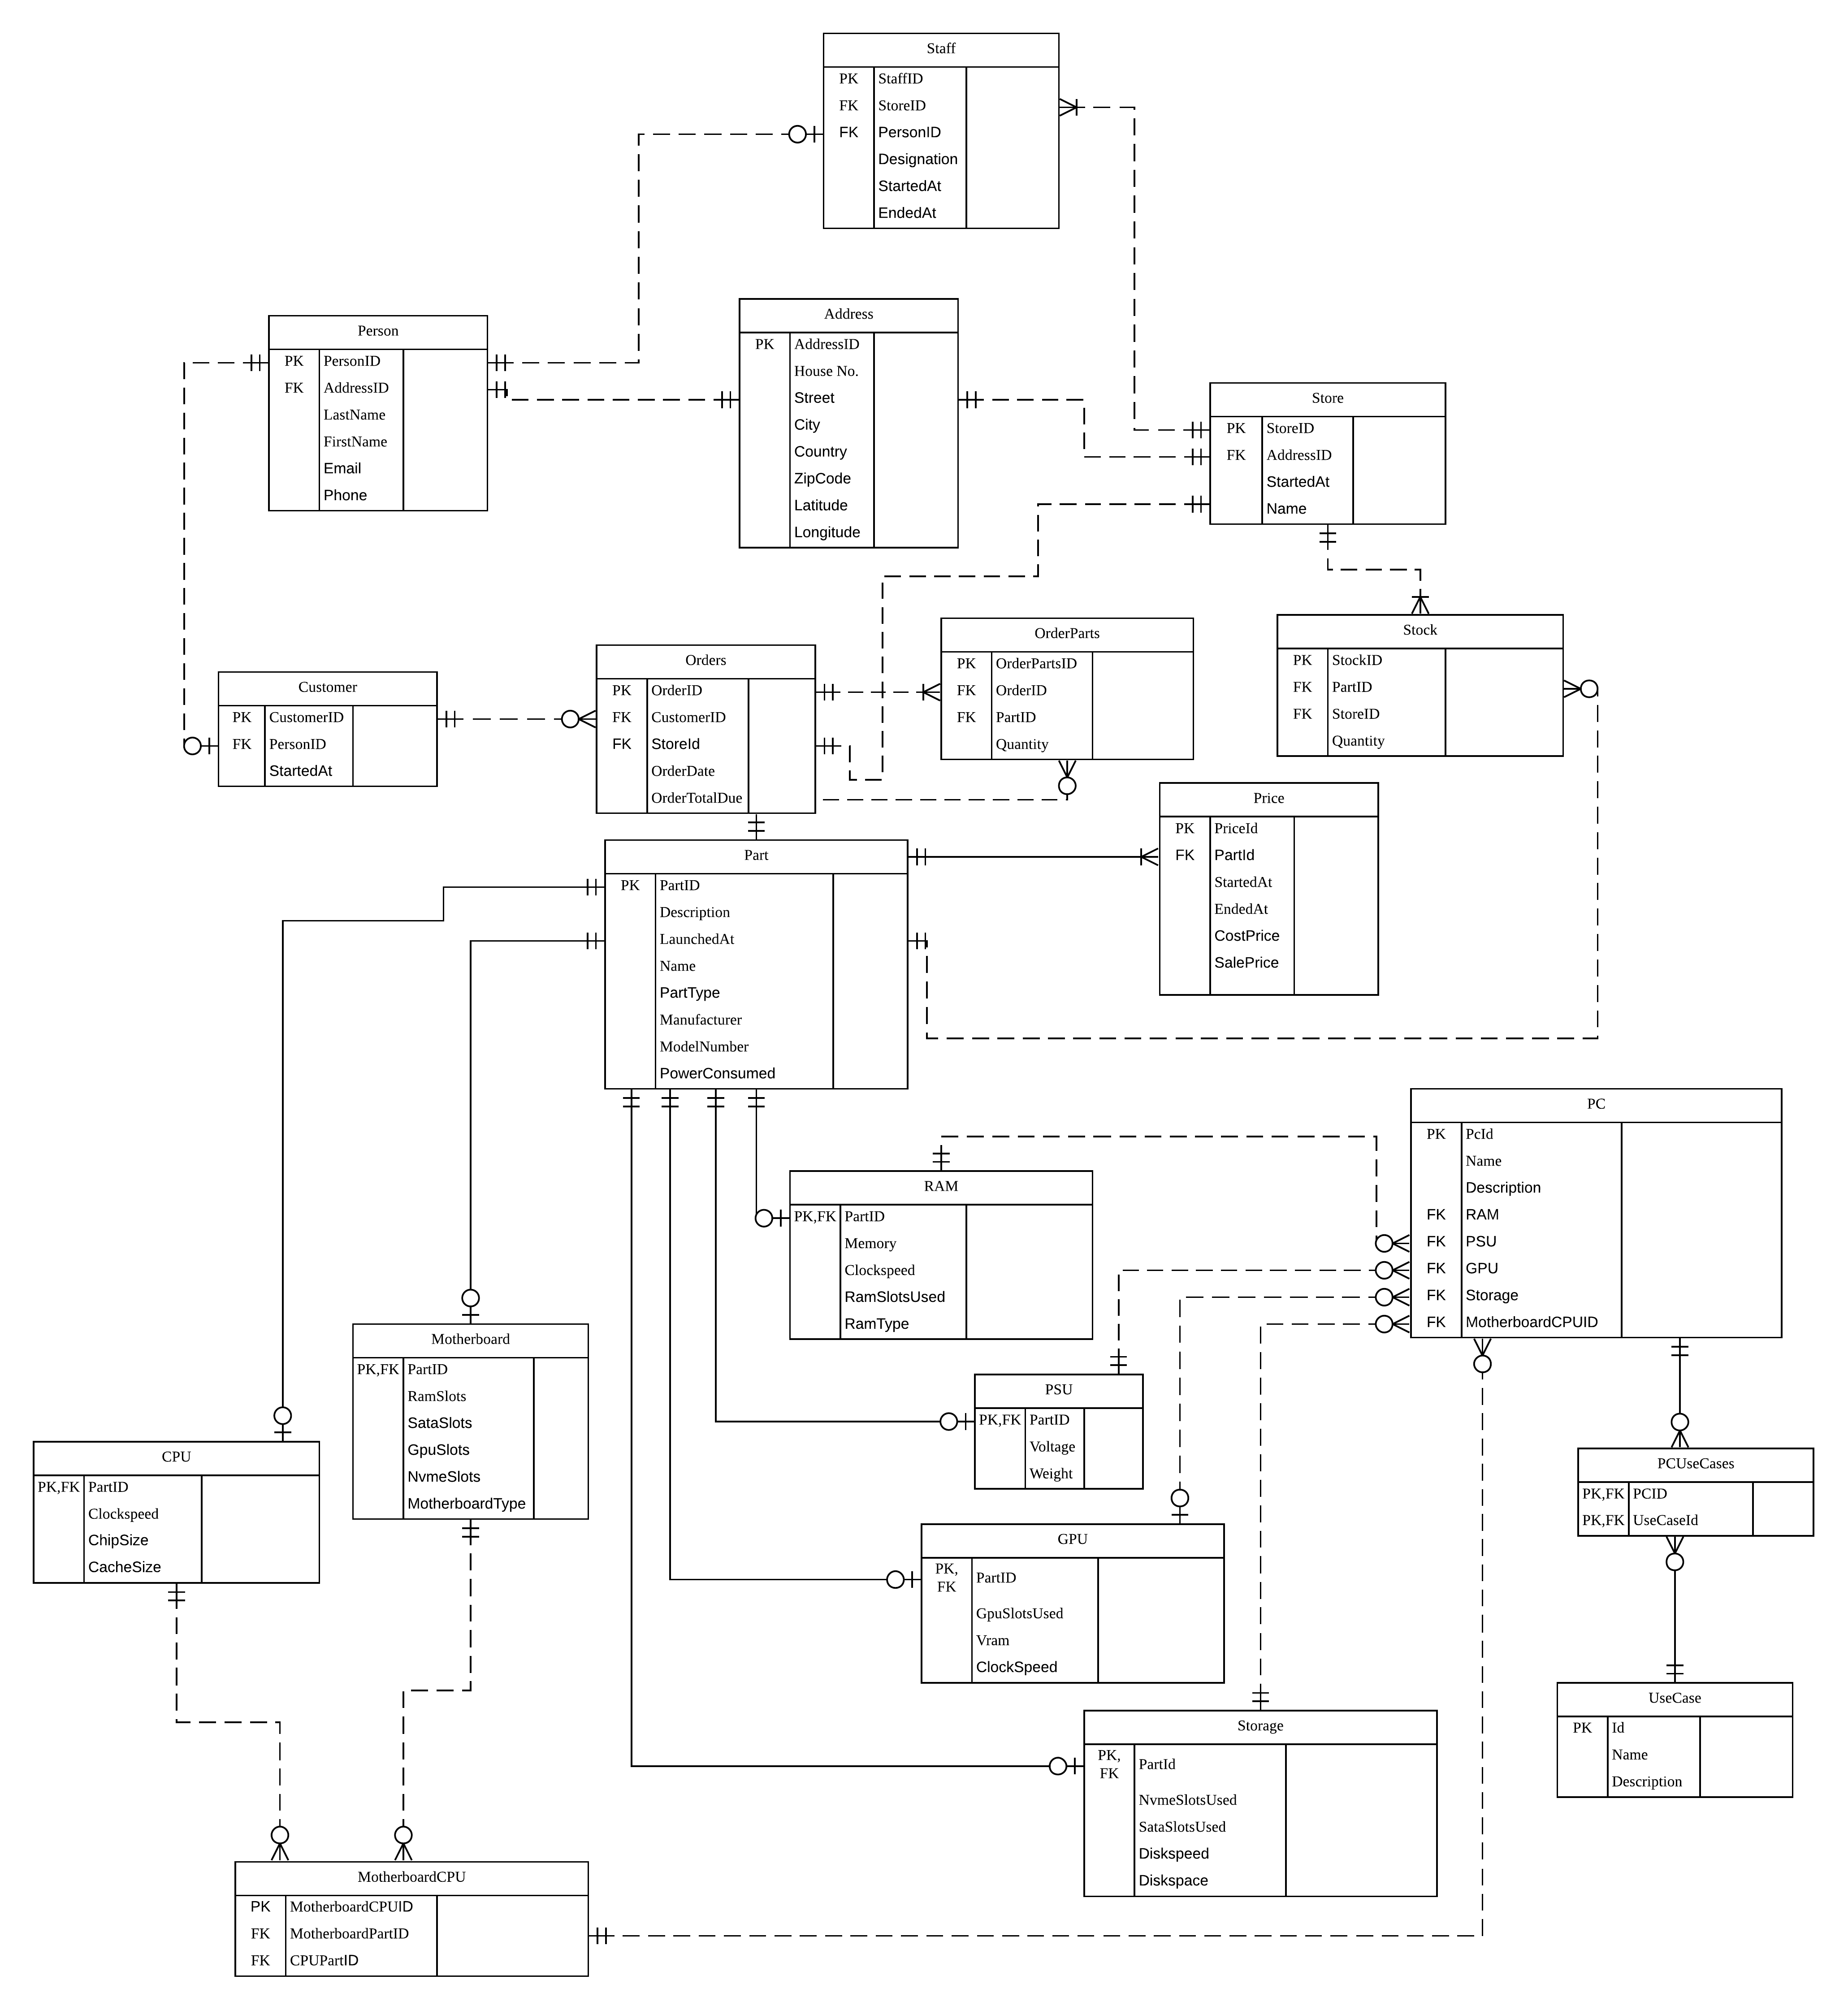 Staff
PK StaffID
FK StoreID
FK PersonID
Designation
StartedAt
EndedAt
Person
PK PersonID
FK AddressID
LastName
FirstName
Email
Phone
Address
PK AddressID
House No.
Street
City
Country
ZipCode
Latitude
Longitude
Store
PK StoreID
FK AddressID
StartedAt
Name
Customer
PK CustomerID
FK PersonID
StartedAt
Orders
PK OrderID
FK CustomerID
FK StoreId
OrderDate
OrderTotalDue
OrderParts
PK OrderPartsID
FK OrderID
FK PartID
Quantity
Stock
PK StockID
FK PartID
FK StoreID
Quantity
Price
PK PriceId
FK PartId
StartedAt
EndedAt
CostPrice
SalePrice
Part
PK PartID
Description
LaunchedAt
Name
PartType
Manufacturer
ModelNumber
PowerConsumed
PC
PK PcId
Name
Description
FK RAM
FK PSU
FK GPU
FK Storage
FK MotherboardCPUID
RAM
PK,FK PartID
Memory
Clockspeed
RamSlotsUsed
RamType
Motherboard
PK,FK PartID
RamSlots
SataSlots
GpuSlots
NvmeSlots
MotherboardType
PSU
PK,FK PartID
Voltage
Weight
CPU
PK,FK PartID
Clockspeed
ChipSize
CacheSize
PCUseCases
PK,FK PCID
PK,FK UseCaseId
GPU
PK,
FK PartID
GpuSlotsUsed
Vram
ClockSpeed
UseCase
PK Id
Name
Description
Storage
PK,
FK PartId
NvmeSlotsUsed
SataSlotsUsed
Diskspeed
Diskspace
MotherboardCPU
PK MotherboardCPUID
FK MotherboardPartID
FK CPUPartID